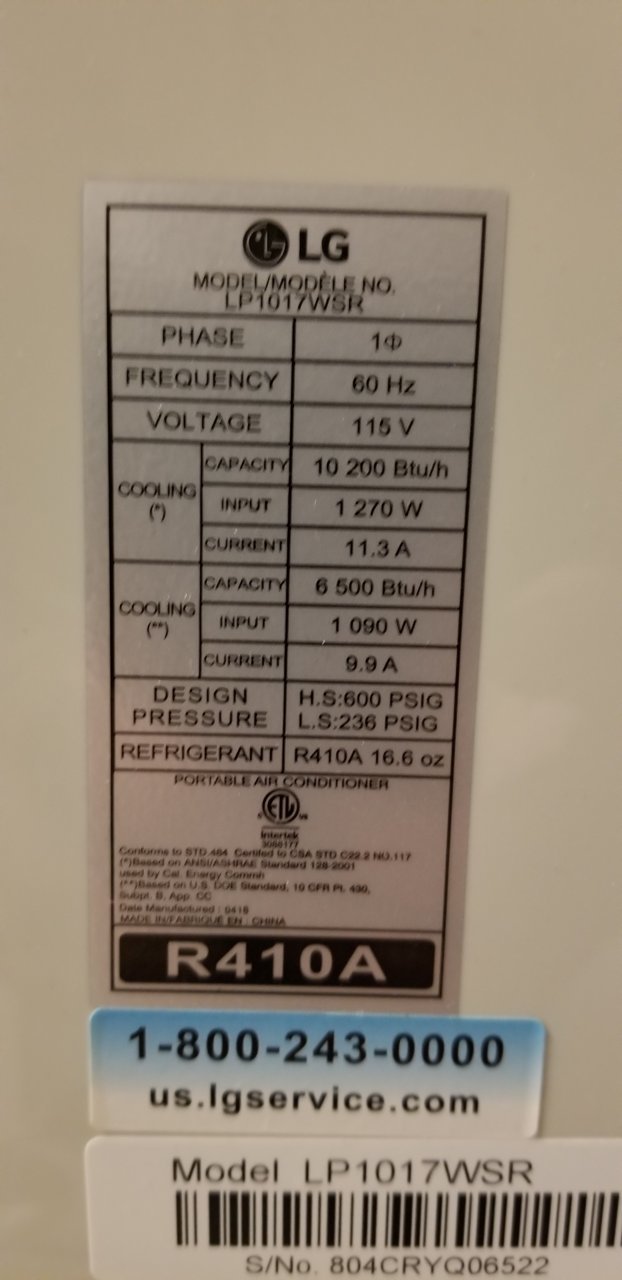 LG
MODEL/MODÈLE NO.
LP1017WSR
PHASE 1Φ
FREQUENCY 60 Hz
VOLTAGE 115 V
COOLING (*)
CAPACITY 10 200 Btu/h
INPUT 1 270 W
CURRENT 11.3 A
COOLING (**)
CAPACITY 6 500 Btu/h
INPUT 1 090 W
CURRENT 9.9 A
DESIGN PRESSURE
H.S:600 PSIG
L.S:236 PSIG
REFRIGERANT R410A 16.6 oz
PORTABLE AIR CONDITIONER
ETL
Intertek
Conforms to STD.484 Certified to CSA STD C22.2 NO.117
(*)Based on ANSI/ASHRAE Standard 128-2001
used by Cal. Energy Commh
(**)Based on U.S. DOE Standard, 10 CFR Pt. 430,
Subpt. B, App. CC
Date Manufactured : 0418
MADE IN/FABRIQUÉ EN : CHINA
R410A
1-800-243-0000
us.lgservice.com
Model LP1017WSR
S/No. 804CRYQ06522